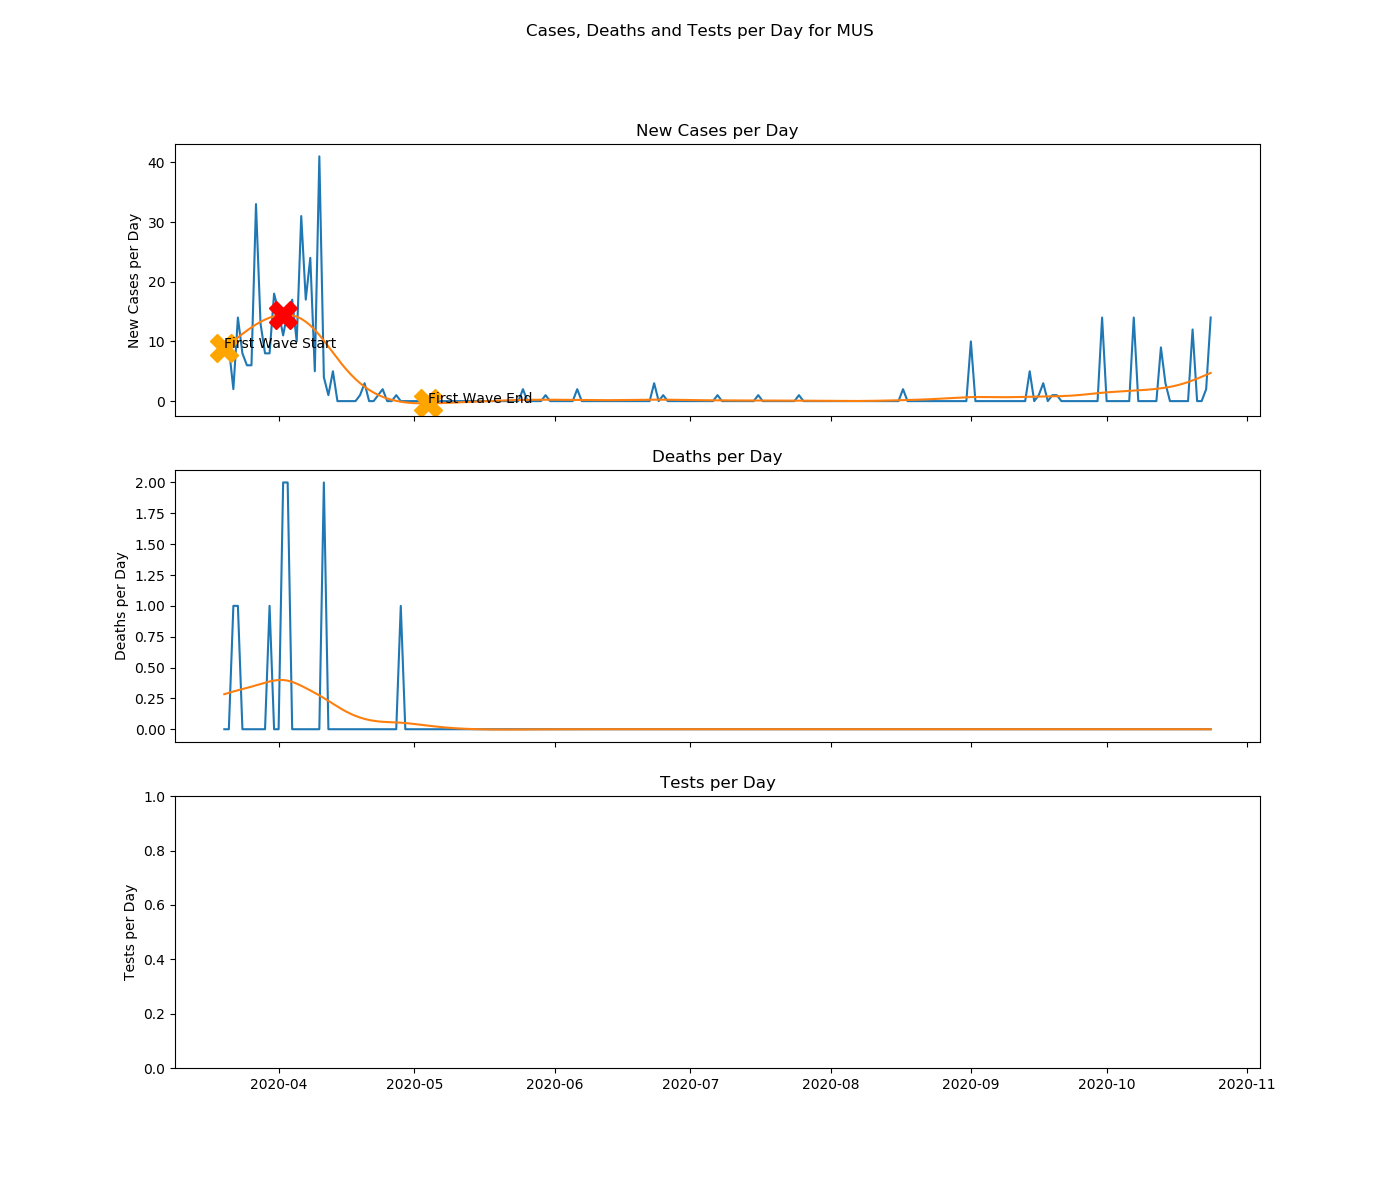 Cases, Deaths and Tests per Day for MUS
New Cases per Day
New Cases per Day
40
30
20
10
0
First Wave Start
First Wave End
Deaths per Day
Deaths per Day
2.00
1.75
1.50
1.25
1.00
0.75
0.50
0.25
0.00
Tests per Day
Tests per Day
1.0
0.8
0.6
0.4
0.2
0.0
2020-04 2020-05 2020-06 2020-07 2020-08 2020-09 2020-10 2020-11